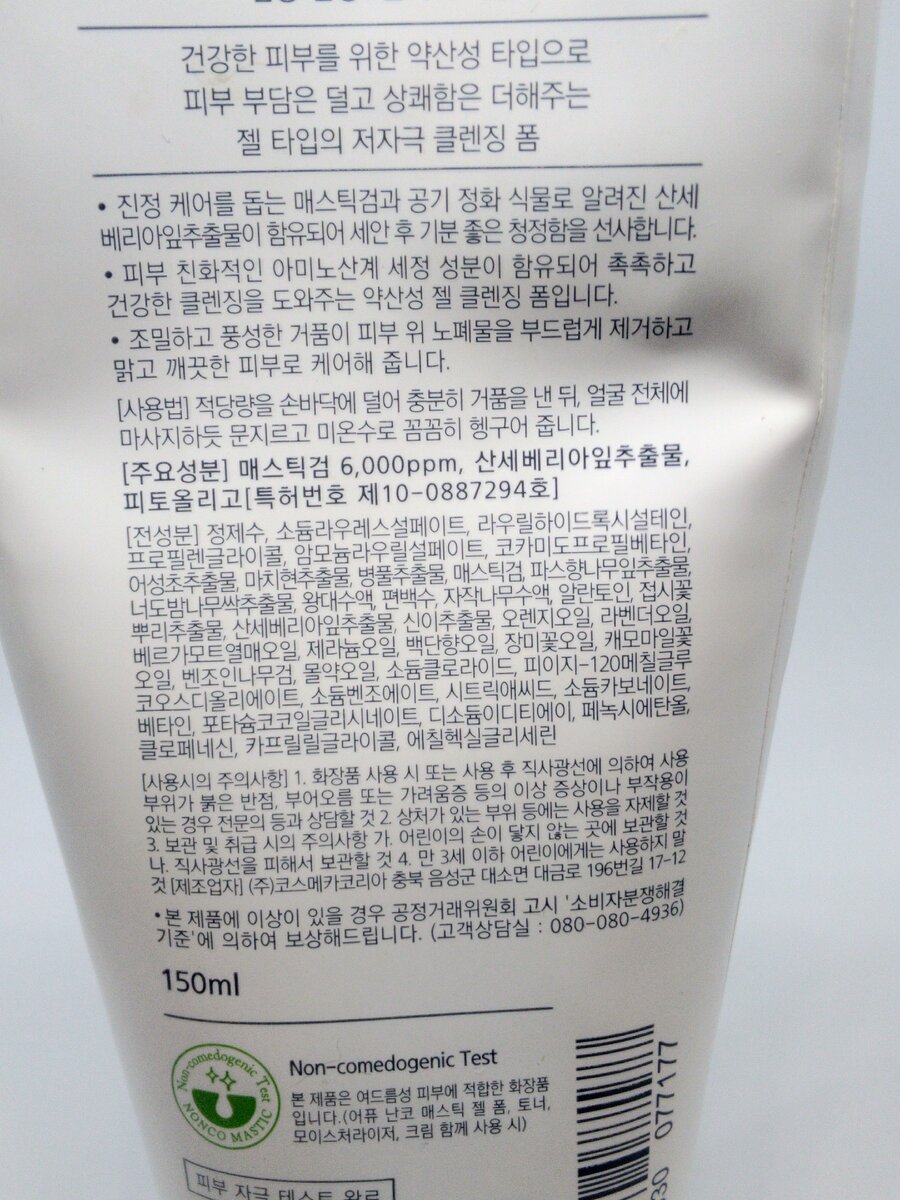 건강한 피부를 위한 약산성 타입으로
피부 부담은 덜고 상쾌함은 더해주는
젤 타입의 저자극 클렌징 폼
• 진정 케어를 돕는 매스틱검과 공기 정화 식물로 알려진 산세
베리아잎추출물이 함유되어 세안 후 기분 좋은 청정함을 선사합니다.
• 피부 친화적인 아미노산계 세정 성분이 함유되어 촉촉하고
건강한 클렌징을 도와주는 약산성 젤 클렌징 폼입니다.
• 조밀하고 풍성한 거품이 피부 위 노폐물을 부드럽게 제거하고
맑고 깨끗한 피부로 케어해 줍니다.
[사용법] 적당량을 손바닥에 덜어 충분히 거품을 낸 뒤, 얼굴 전체에
마사지하듯 문지르고 미온수로 꼼꼼히 헹구어 줍니다.
[주요성분] 매스틱검 6,000ppm, 산세베리아잎추출물,
피토올리고[특허번호 제10-0887294호]
[전성분] 정제수, 소듐라우레스설페이트, 라우릴하이드록시설테인,
프로필렌글라이콜, 암모늄라우릴설페이트, 코카미도프로필베타인,
어성초추출물, 마치현추출물, 병풀추출물, 매스틱검, 파스향나무잎추출물,
너도밤나무싹추출물, 왕대수액, 편백수, 자작나무수액, 알란토인, 접시꽃
뿌리추출물, 산세베리아잎추출물, 신이추출물, 오렌지오일, 라벤더오일,
베르가모트열매오일, 제라늄오일, 백단향오일, 장미꽃오일, 캐모마일꽃
오일, 벤조인나무검, 몰약오일, 소듐클로라이드, 피이지-120메칠글루
코오스디올리에이트, 소듐벤조에이트, 시트릭애씨드, 소듐카보네이트,
베타인, 포타슘코코일글리시네이트, 디소듐이디티에이, 페녹시에탄올,
클로페네신, 카프릴릴글라이콜, 에칠헥실글리세린
[사용시의 주의사항] 1. 화장품 사용 시 또는 사용 후 직사광선에 의하여 사용
부위가 붉은 반점, 부어오름 또는 가려움증 등의 이상 증상이나 부작용이
있는 경우 전문의 등과 상담할 것 2. 상처가 있는 부위 등에는 사용을 자제할 것
3. 보관 및 취급 시의 주의사항 가. 어린이의 손이 닿지 않는 곳에 보관할 것
나. 직사광선을 피해서 보관할 것 4. 만 3세 이하 어린이에게는 사용하지 말
것 [제조업자] (주)코스메카코리아 충북 음성군 대소면 대금로 196번길 17-12
•본 제품에 이상이 있을 경우 공정거래위원회 고시 '소비자분쟁해결
기준'에 의하여 보상해드립니다. (고객상담실 : 080-080-4936)
150ml
Non-comedogenic Test
NONCO MASTIC
Non-comedogenic Test
본 제품은 여드름성 피부에 적합한 화장품
입니다.(어퓨 논코 매스틱 젤 폼, 토너,
모이스처라이저, 크림 함께 사용 시)
피부 자극 테스트 완료
30 077177